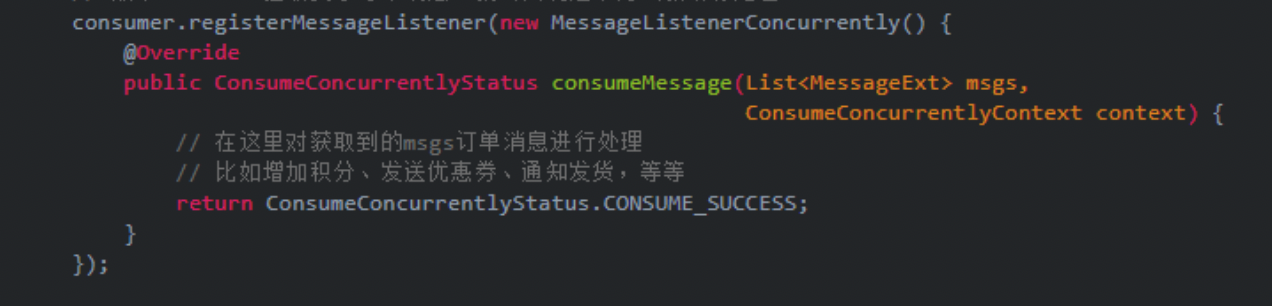 consumer.registerMessageListener(new MessageListenerConcurrently() {
@Override
public ConsumeConcurrentlyStatus consumeMessage(List<MessageExt> msgs,
ConsumeConcurrentlyContext context) {
// 在这里对获取到的msgs订单消息进行处理
// 比如增加积分、发送优惠券、通知发货，等等
return ConsumeConcurrentlyStatus.CONSUME_SUCCESS;
}
});